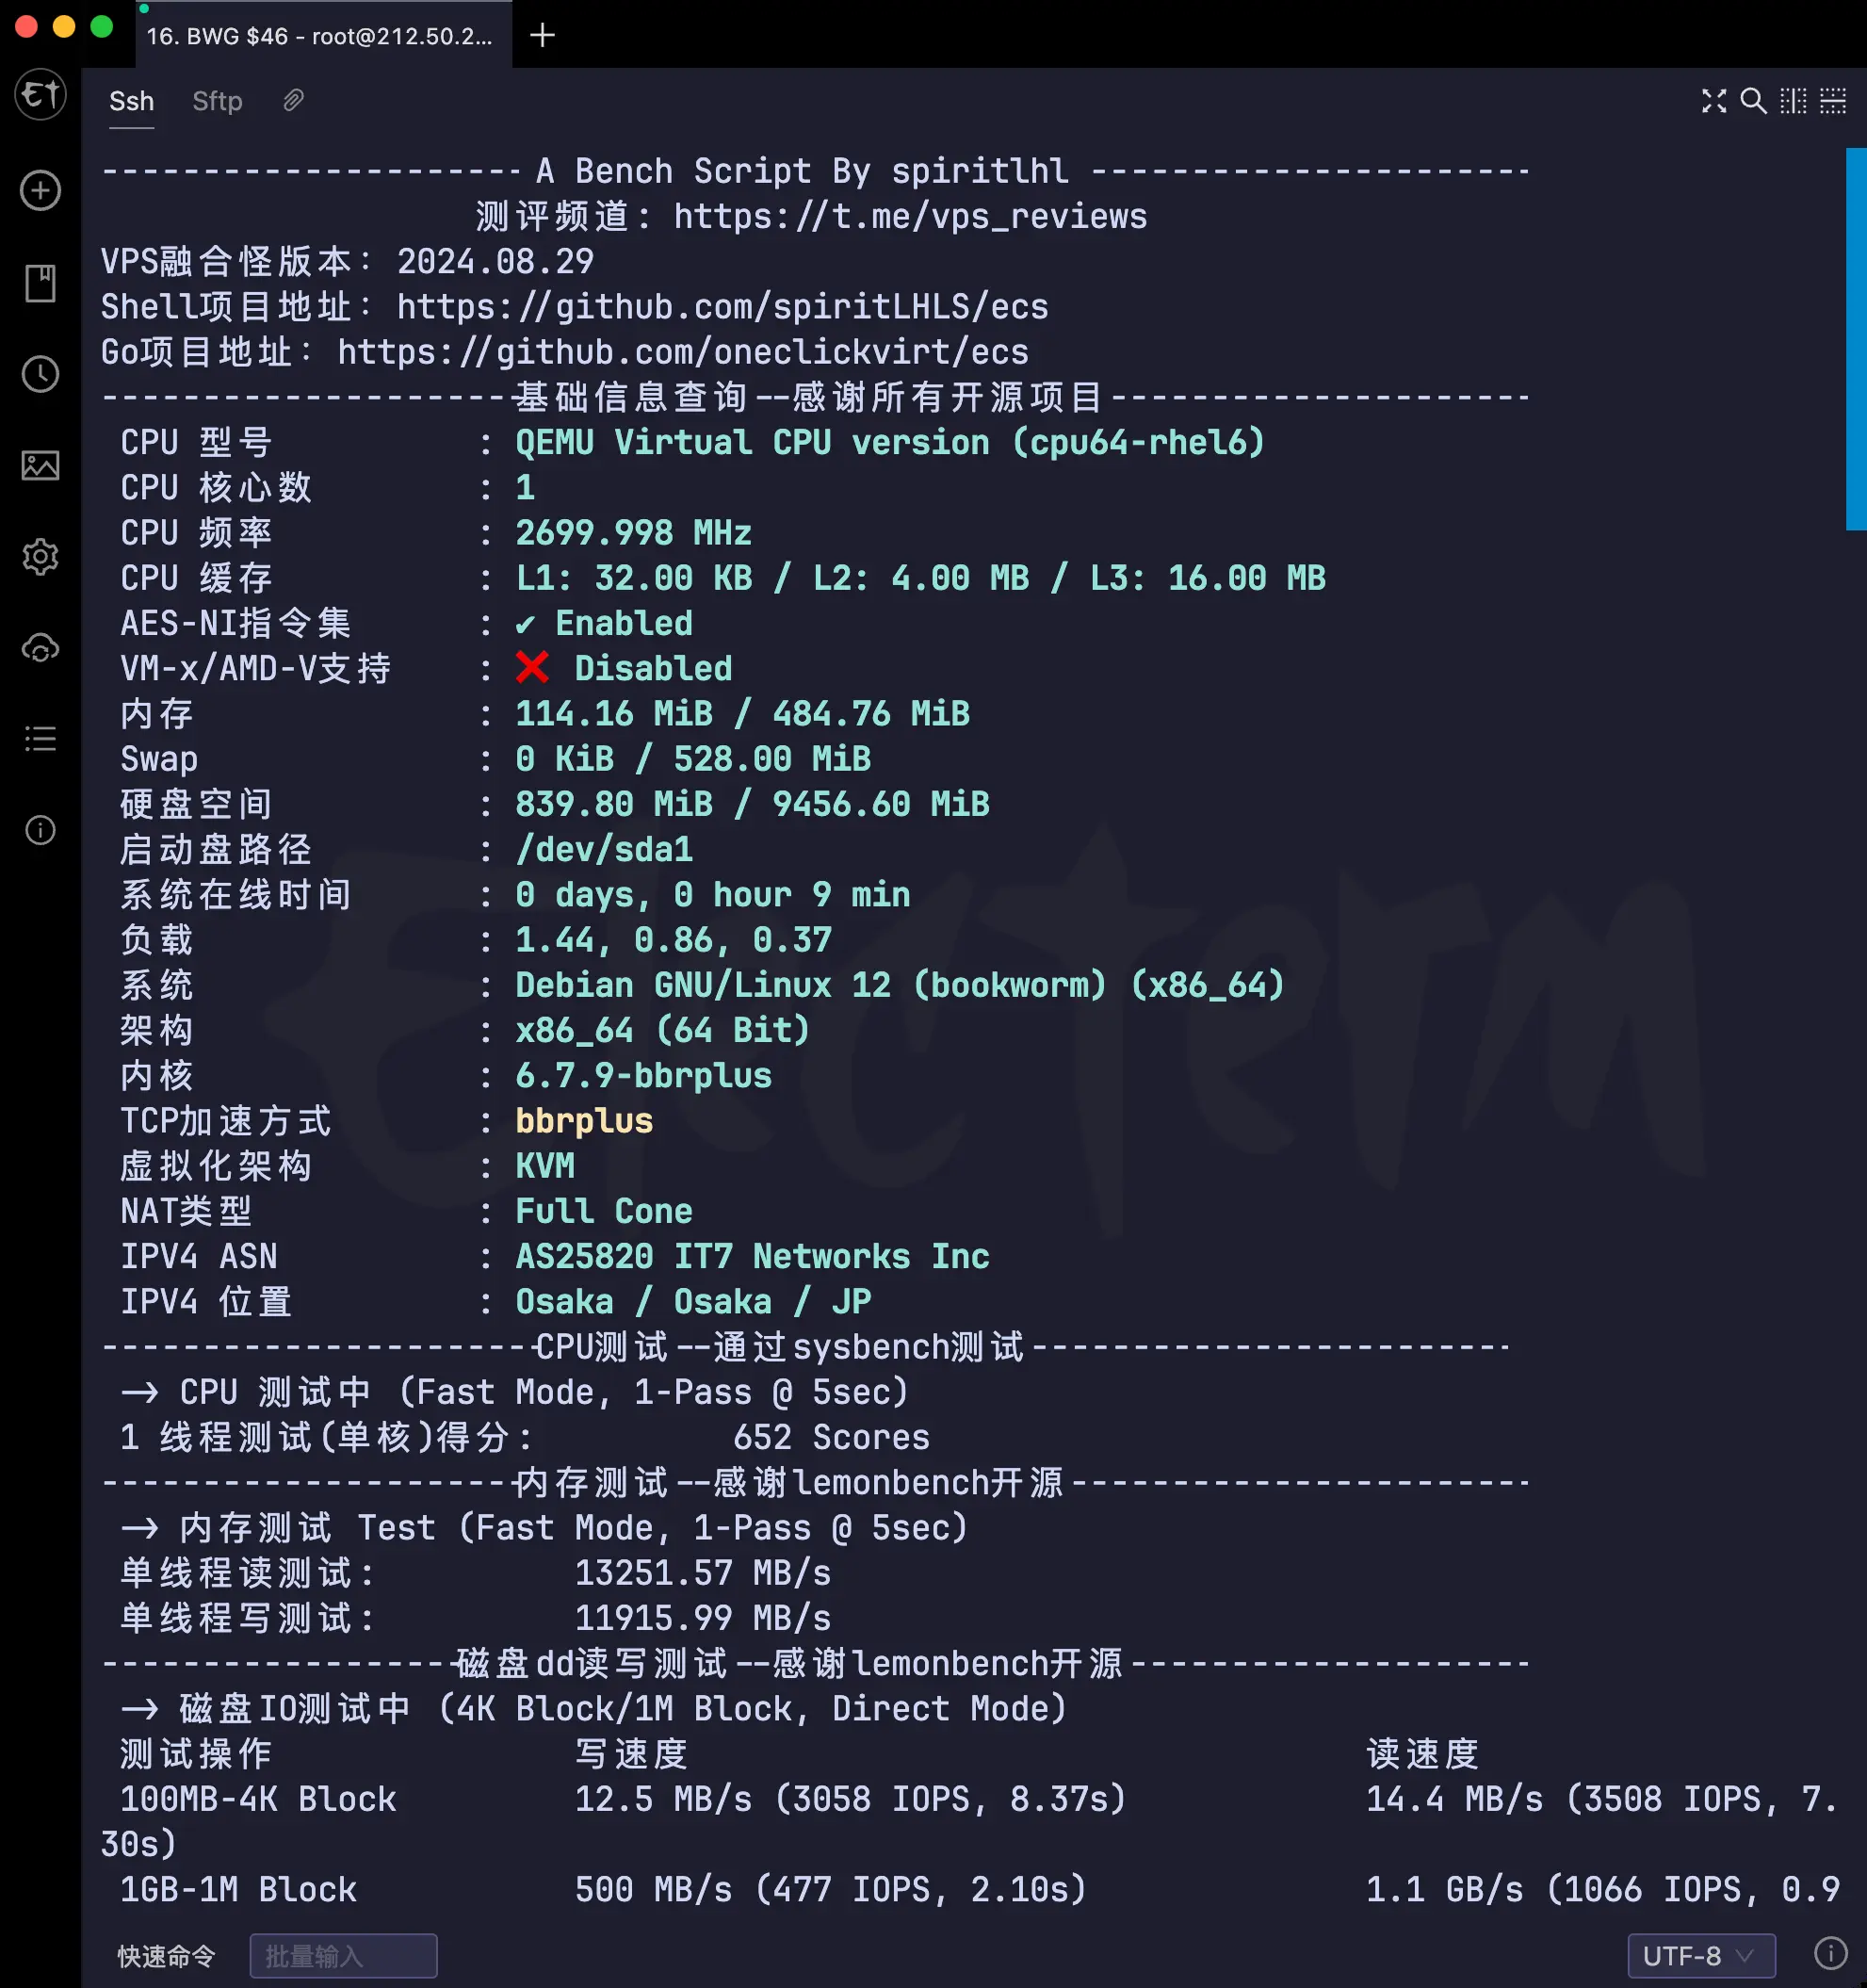 16. BWG $46 - root@212.50.2...
Ssh Sftp
--------------------- A Bench Script By spiritlhl ----------------------
测评频道: https://t.me/vps_reviews
VPS融合怪版本: 2024.08.29
Shell项目地址: https://github.com/spiritLHLS/ecs
Go项目地址: https://github.com/oneclickvirt/ecs
---------------------基础信息查询--感谢所有开源项目---------------------
CPU 型号 : QEMU Virtual CPU version (cpu64-rhel6)
CPU 核心数 : 1
CPU 频率 : 2699.998 MHz
CPU 缓存 : L1: 32.00 KB / L2: 4.00 MB / L3: 16.00 MB
AES-NI指令集 : ✔ Enabled
VM-x/AMD-V支持 : ❌ Disabled
内存 : 114.16 MiB / 484.76 MiB
Swap : 0 KiB / 528.00 MiB
硬盘空间 : 839.80 MiB / 9456.60 MiB
启动盘路径 : /dev/sda1
系统在线时间 : 0 days, 0 hour 9 min
负载 : 1.44, 0.86, 0.37
系统 : Debian GNU/Linux 12 (bookworm) (x86_64)
架构 : x86_64 (64 Bit)
内核 : 6.7.9-bbrplus
TCP加速方式 : bbrplus
虚拟化架构 : KVM
NAT类型 : Full Cone
IPV4 ASN : AS25820 IT7 Networks Inc
IPV4 位置 : Osaka / Osaka / JP
----------------------CPU测试--通过sysbench测试------------------------
-> CPU 测试中 (Fast Mode, 1-Pass @ 5sec)
1 线程测试(单核)得分: 652 Scores
---------------------内存测试--感谢lemonbench开源-----------------------
-> 内存测试 Test (Fast Mode, 1-Pass @ 5sec)
单线程读测试: 13251.57 MB/s
单线程写测试: 11915.99 MB/s
------------------磁盘dd读写测试--感谢lemonbench开源--------------------
-> 磁盘IO测试中 (4K Block/1M Block, Direct Mode)
测试操作 写速度 读速度
100MB-4K Block 12.5 MB/s (3058 IOPS, 8.37s) 14.4 MB/s (3508 IOPS, 7.
30s)
1GB-1M Block 500 MB/s (477 IOPS, 2.10s) 1.1 GB/s (1066 IOPS, 0.9
快速命令 批量输入 UTF-8
Electerm